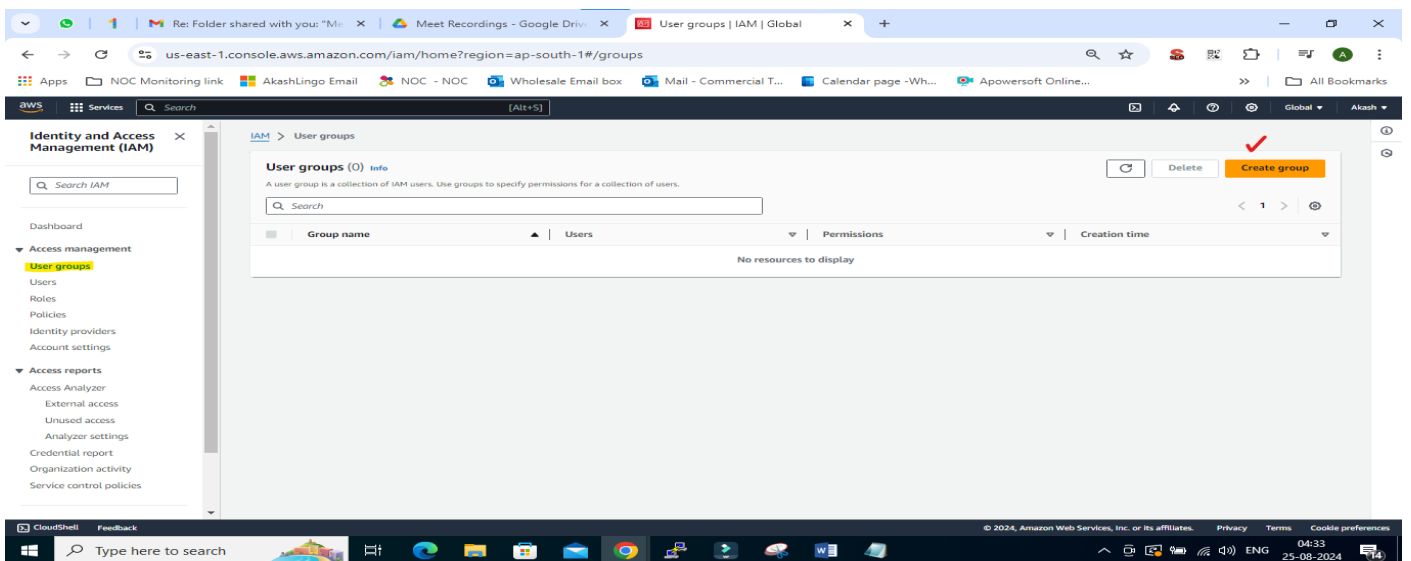 Re: Folder shared with you: "Me
Meet Recordings - Google Driv
User groups | IAM | Global
us-east-1.console.aws.amazon.com/iam/home?region=ap-south-1#/groups
A
Apps
NOC Monitoring link
AkashLingo Email
NOC - NOC
Wholesale Email box
Mail - Commercial T...
Calendar page -Wh...
Apowersoft Online...
All Bookmarks
aws
Services
Search
[Alt+S]
Global
Akash
Identity and Access Management (IAM)
Search IAM
Dashboard
Access management
User groups
Users
Roles
Policies
Identity providers
Account settings
Access reports
Access Analyzer
External access
Unused access
Analyzer settings
Credential report
Organization activity
Service control policies
IAM > User groups
User groups (0) Info
Delete
Create group
A user group is a collection of IAM users. Use groups to specify permissions for a collection of users.
Search
1
Group name
Users
Permissions
Creation time
No resources to display
CloudShell
Feedback
© 2024, Amazon Web Services, Inc. or its affiliates.
Privacy
Terms
Cookie preferences
Type here to search
ENG
04:33
25-08-2024